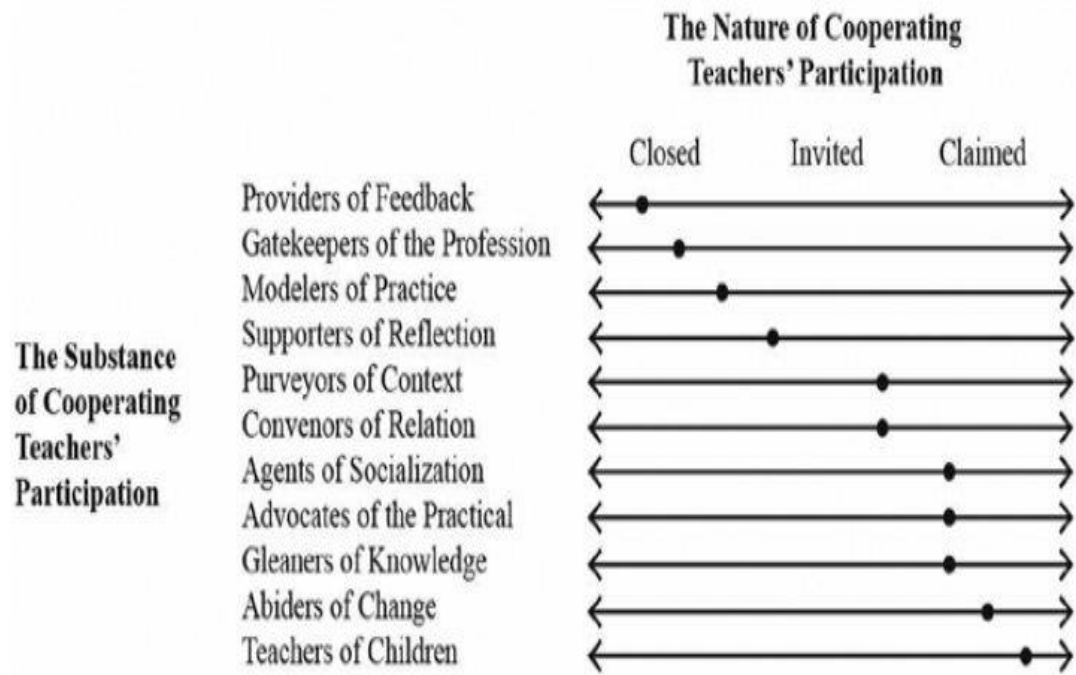 The Nature of Cooperating
Teachers' Participation
Closed Invited Claimed
Providers of Feedback
Gatekeepers of the Profession
Modelers of Practice
Supporters of Reflection
Purveyors of Context
Convenors of Relation
Agents of Socialization
Advocates of the Practical
Gleaners of Knowledge
Abiders of Change
Teachers of Children
The Substance
of Cooperating
Teachers'
Participation